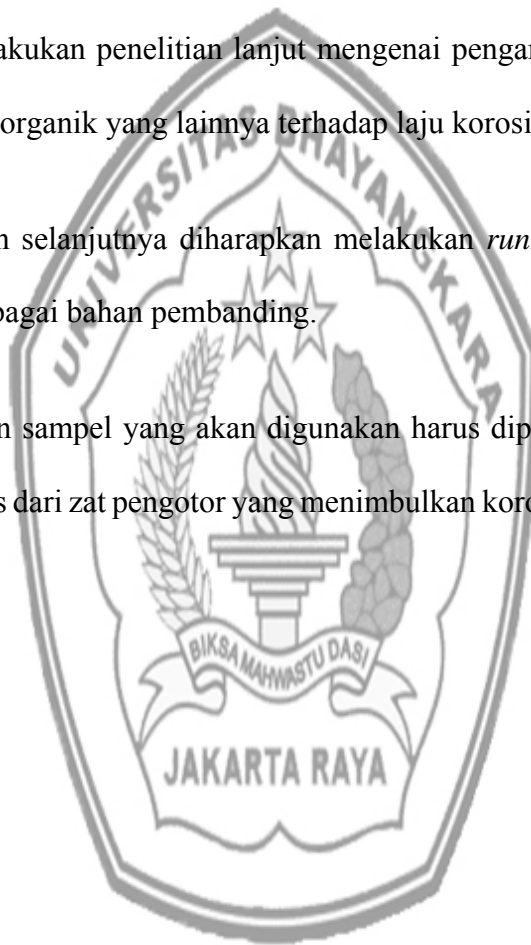 akukan penelitian lanjut mengenai pengar
organik yang lainnya terhadap laju korosi
n selanjutnya diharapkan melakukan run
bagai bahan pembanding.
n sampel yang akan digunakan harus dip
s dari zat pengotor yang menimbulkan koro
UNIVERSITAS BHAYANGKARA
BIKSA MAHWASTU DASI
JAKARTA RAYA